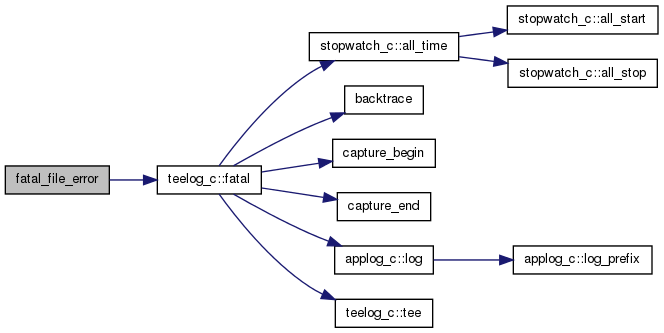 stopwatch_c::all_start
stopwatch_c::all_time
stopwatch_c::all_stop
backtrace
capture_begin
fatal_file_error
teelog_c::fatal
capture_end
applog_c::log
applog_c::log_prefix
teelog_c::tee